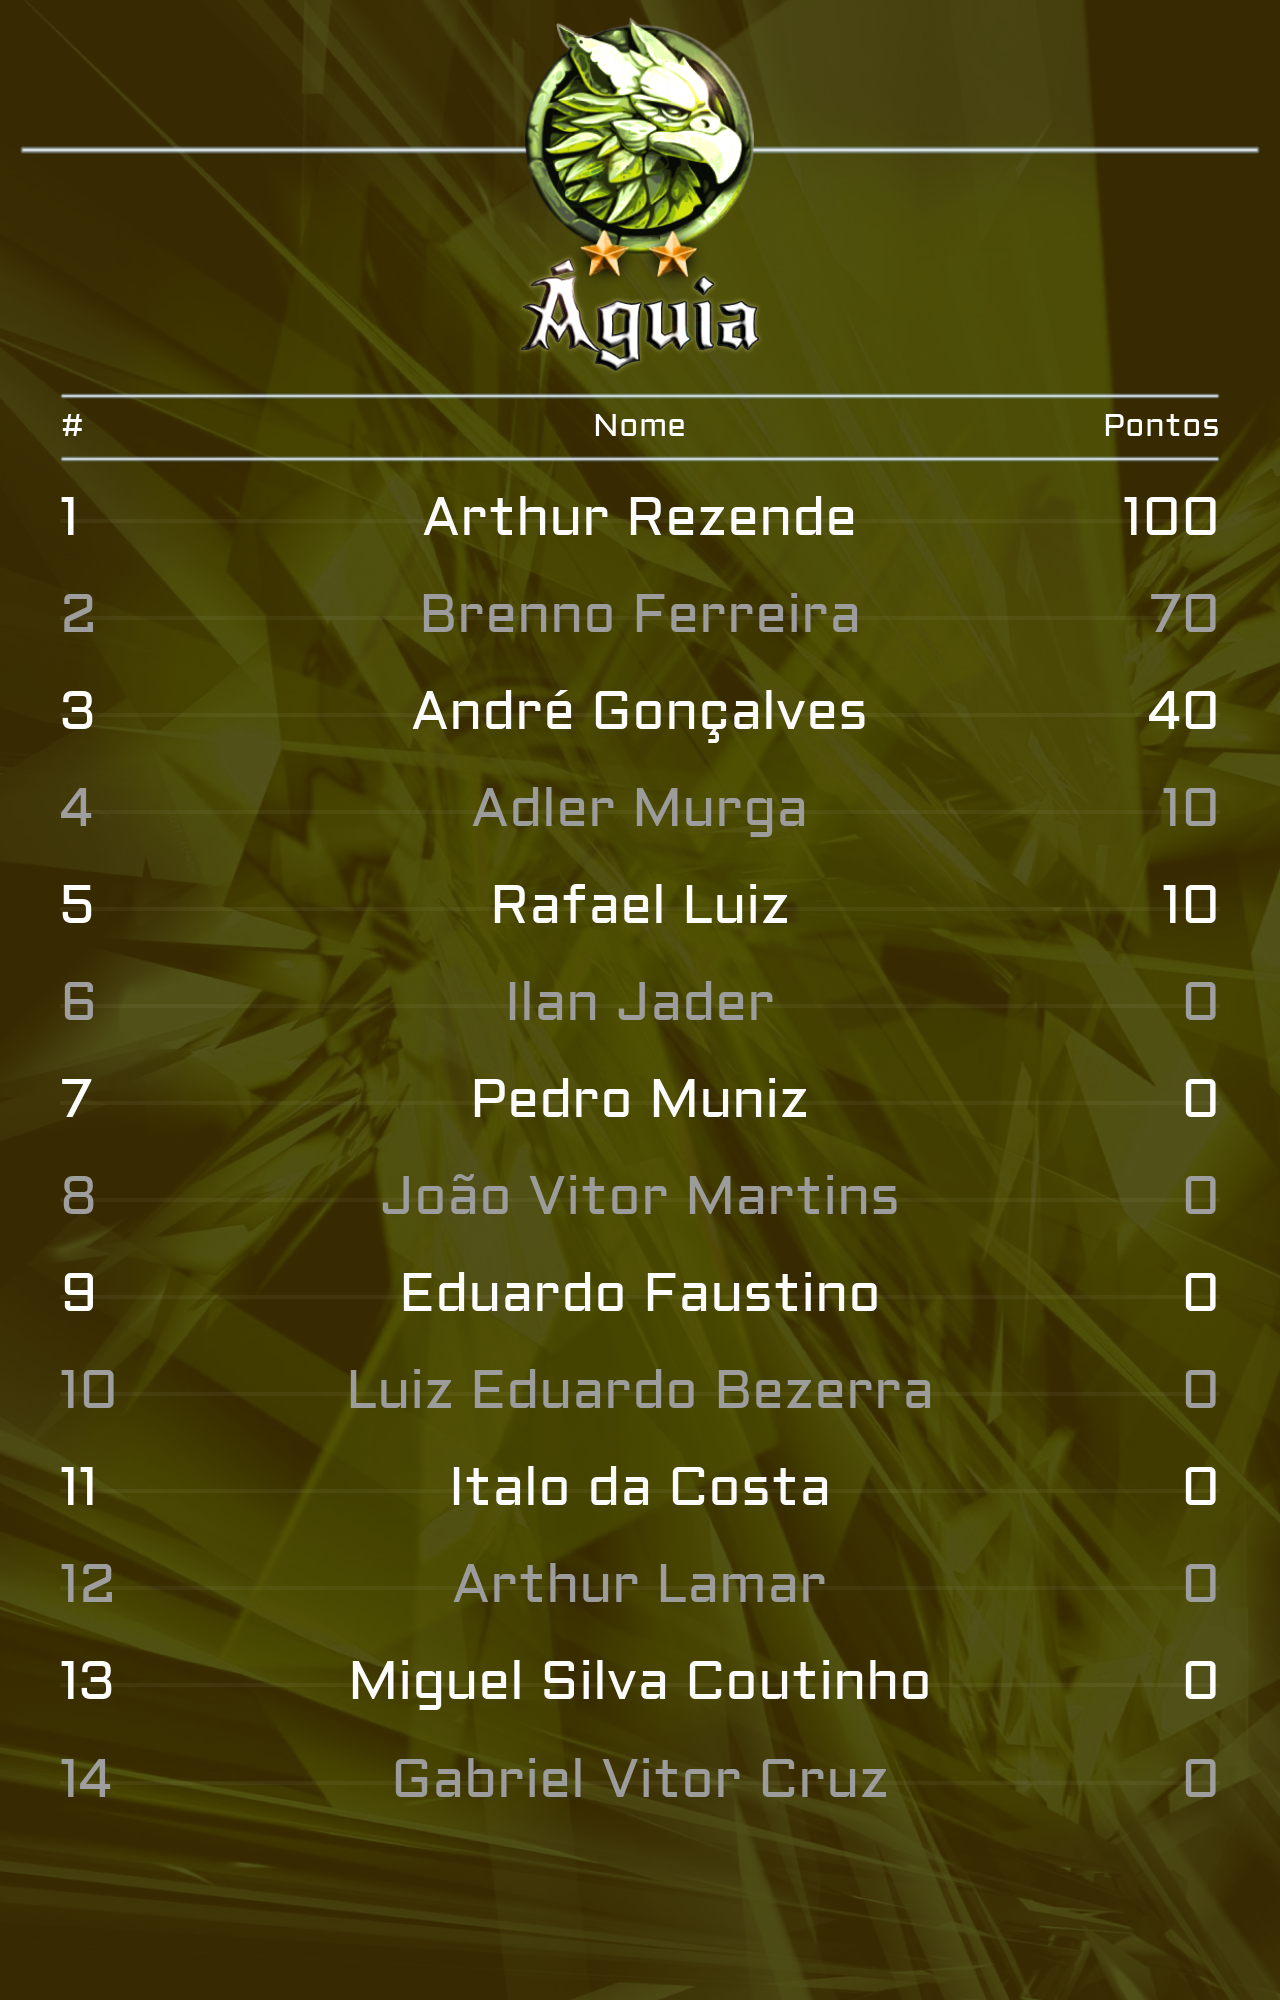 Águia
# Nome Pontos
1 Arthur Rezende 100
2 Brenno Ferreira 70
3 André Gonçalves 40
4 Adler Murga 10
5 Rafael Luiz 10
6 Ilan Jader 0
7 Pedro Muniz 0
8 João Vitor Martins 0
9 Eduardo Faustino 0
10 Luiz Eduardo Bezerra 0
11 Italo da Costa 0
12 Arthur Lamar 0
13 Miguel Silva Coutinho 0
14 Gabriel Vitor Cruz 0